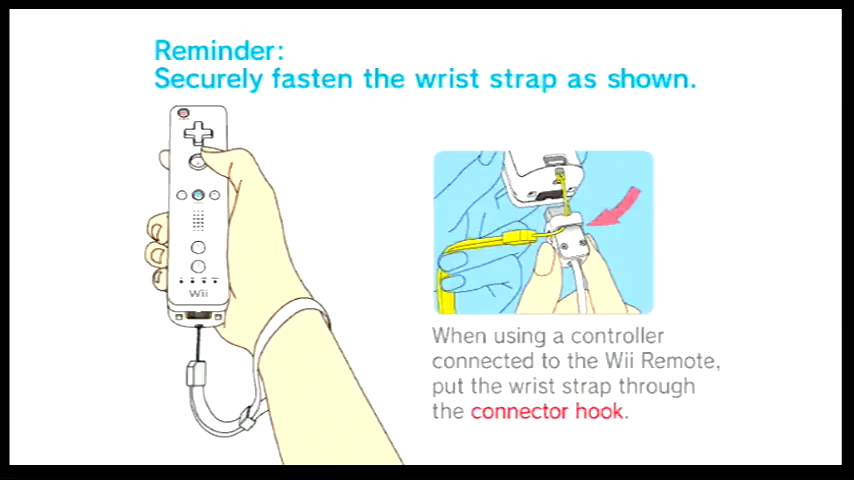 Reminder:
Securely fasten the wrist strap as shown.
Wii
When using a controller
connected to the Wii Remote,
put the wrist strap through
the connector hook.